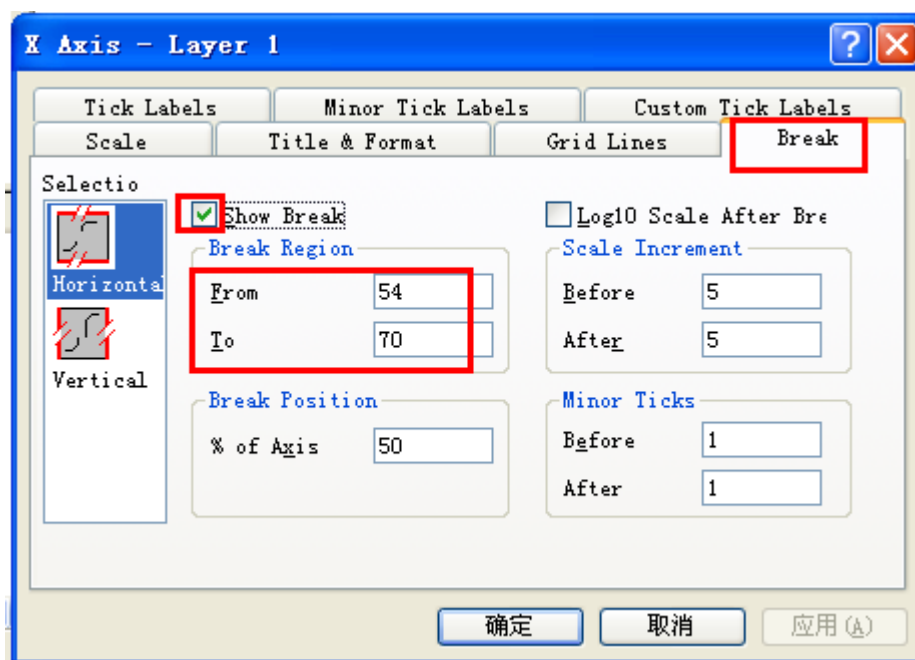 X Axis - Layer 1
Tick Labels Minor Tick Labels Custom Tick Labels
Scale Title & Format Grid Lines Break
Selectio
Show Break Log10 Scale After Bre
Break Region Scale Increment
Horizonta From 54 Before 5
To 70 After 5
Vertical
Break Position Minor Ticks
% of Axis 50 Before 1
After 1
确定 取消 应用(A)